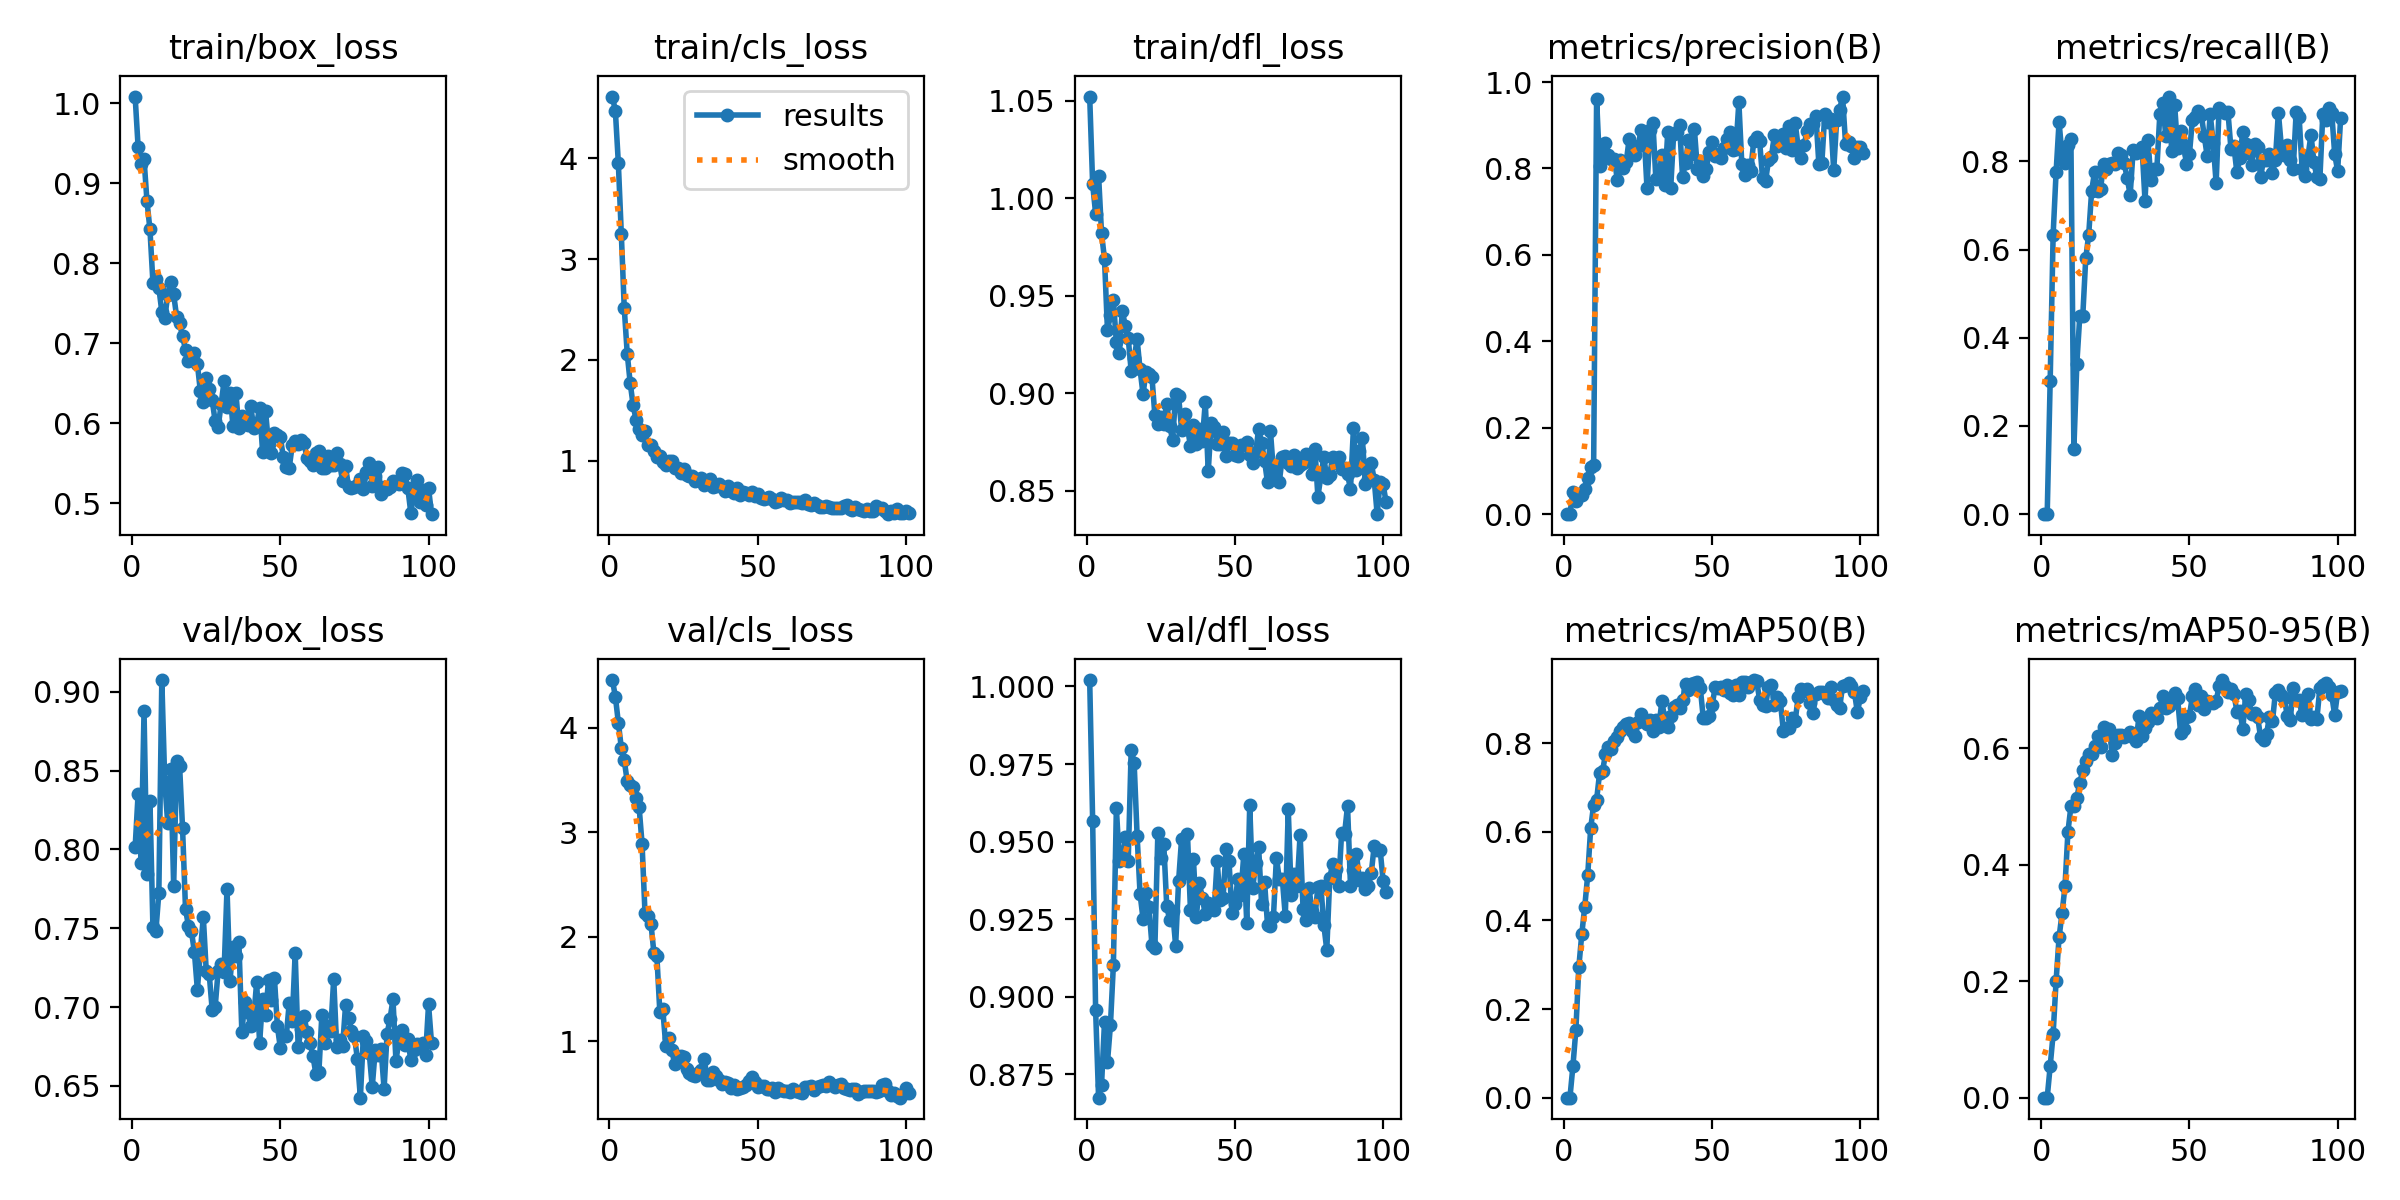 train/box_loss
1.0
0.9
0.8
0.7
0.6
0.5
0 50 100
train/cls_loss
results
smooth
4
3
2
1
0 50 100
train/dfl_loss
1.05
1.00
0.95
0.90
0.85
0 50 100
metrics/precision(B)
1.0
0.8
0.6
0.4
0.2
0.0
0 50 100
metrics/recall(B)
0.8
0.6
0.4
0.2
0.0
0 50 100
val/box_loss
0.90
0.85
0.80
0.75
0.70
0.65
0 50 100
val/cls_loss
4
3
2
1
0 50 100
val/dfl_loss
1.000
0.975
0.950
0.925
0.900
0.875
0 50 100
metrics/mAP50(B)
0.8
0.6
0.4
0.2
0.0
0 50 100
metrics/mAP50-95(B)
0.6
0.4
0.2
0.0
0 50 100